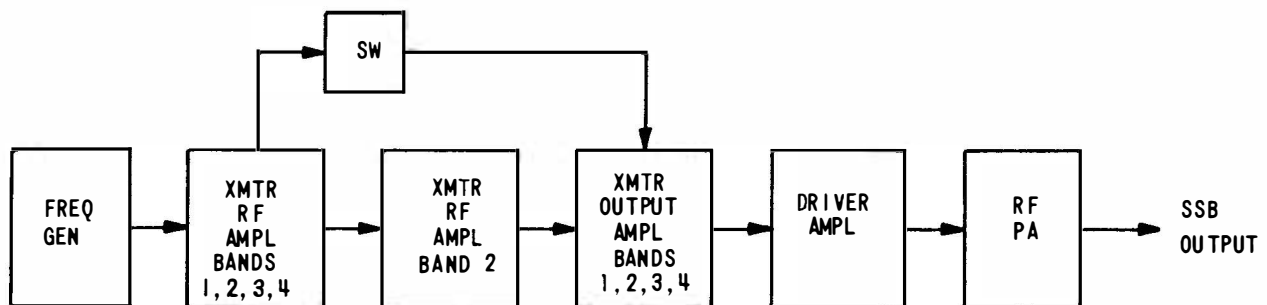 SW
FREQ
GEN
XMTR
RF
AMPL
BANDS
1,2,3,4
XMTR
RF
AMPL
BAND 2
XMTR
OUTPUT
AMPL
BANDS
1,2,3,4
DRIVER
AMPL
RF
PA
SSB
OUTPUT